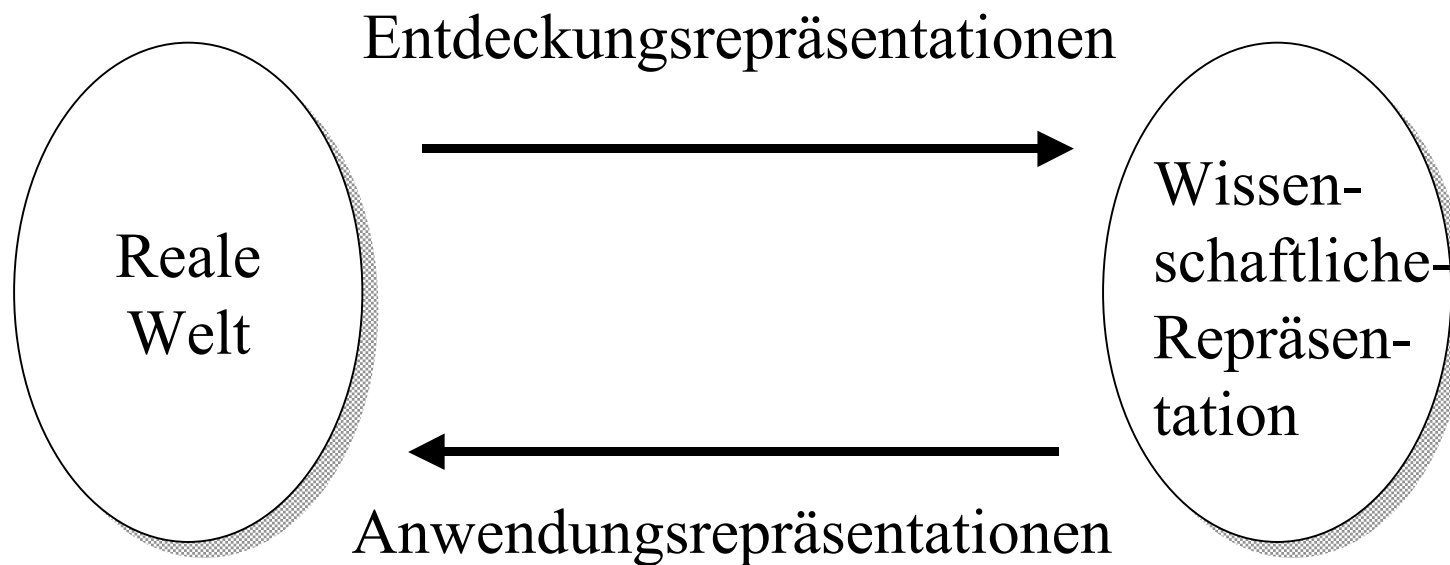 Entdeckungsrepräsentationen
Reale
Welt
Wissen-
schaftliche-
Repräsen-
tation
Anwendungsrepräsentationen